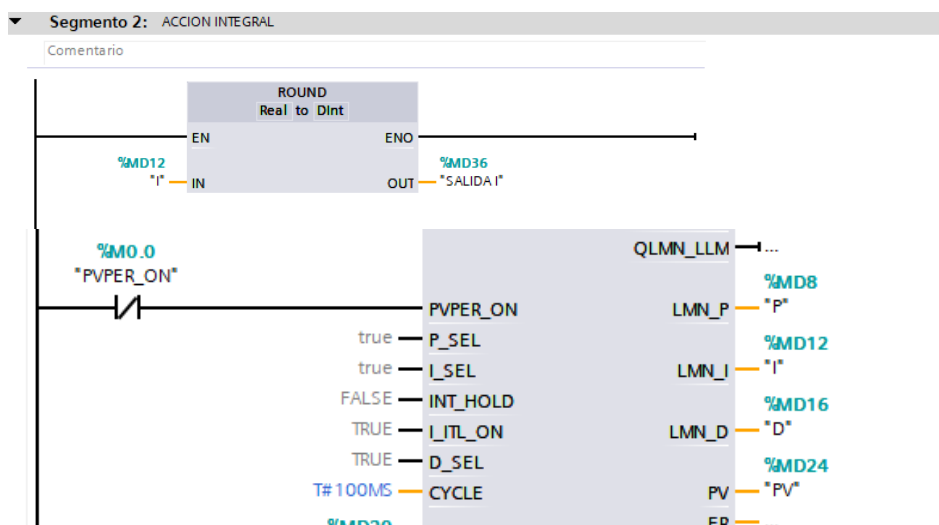 Segmento 2: ACCION INTEGRAL
Comentario
ROUND
Real to DInt
EN ENO
%MD12 %MD36
"I" IN OUT "SALIDA I"
%M0.0 QLMN_LLM ...
"PVPER_ON" %MD8
PVPER_ON LMN_P "P"
true P_SEL %MD12
true I_SEL LMN_I "I"
FALSE INT_HOLD %MD16
TRUE I_ITL_ON LMN_D "D"
TRUE D_SEL %MD24
T#100MS CYCLE PV "PV"
%MD20 ER ...